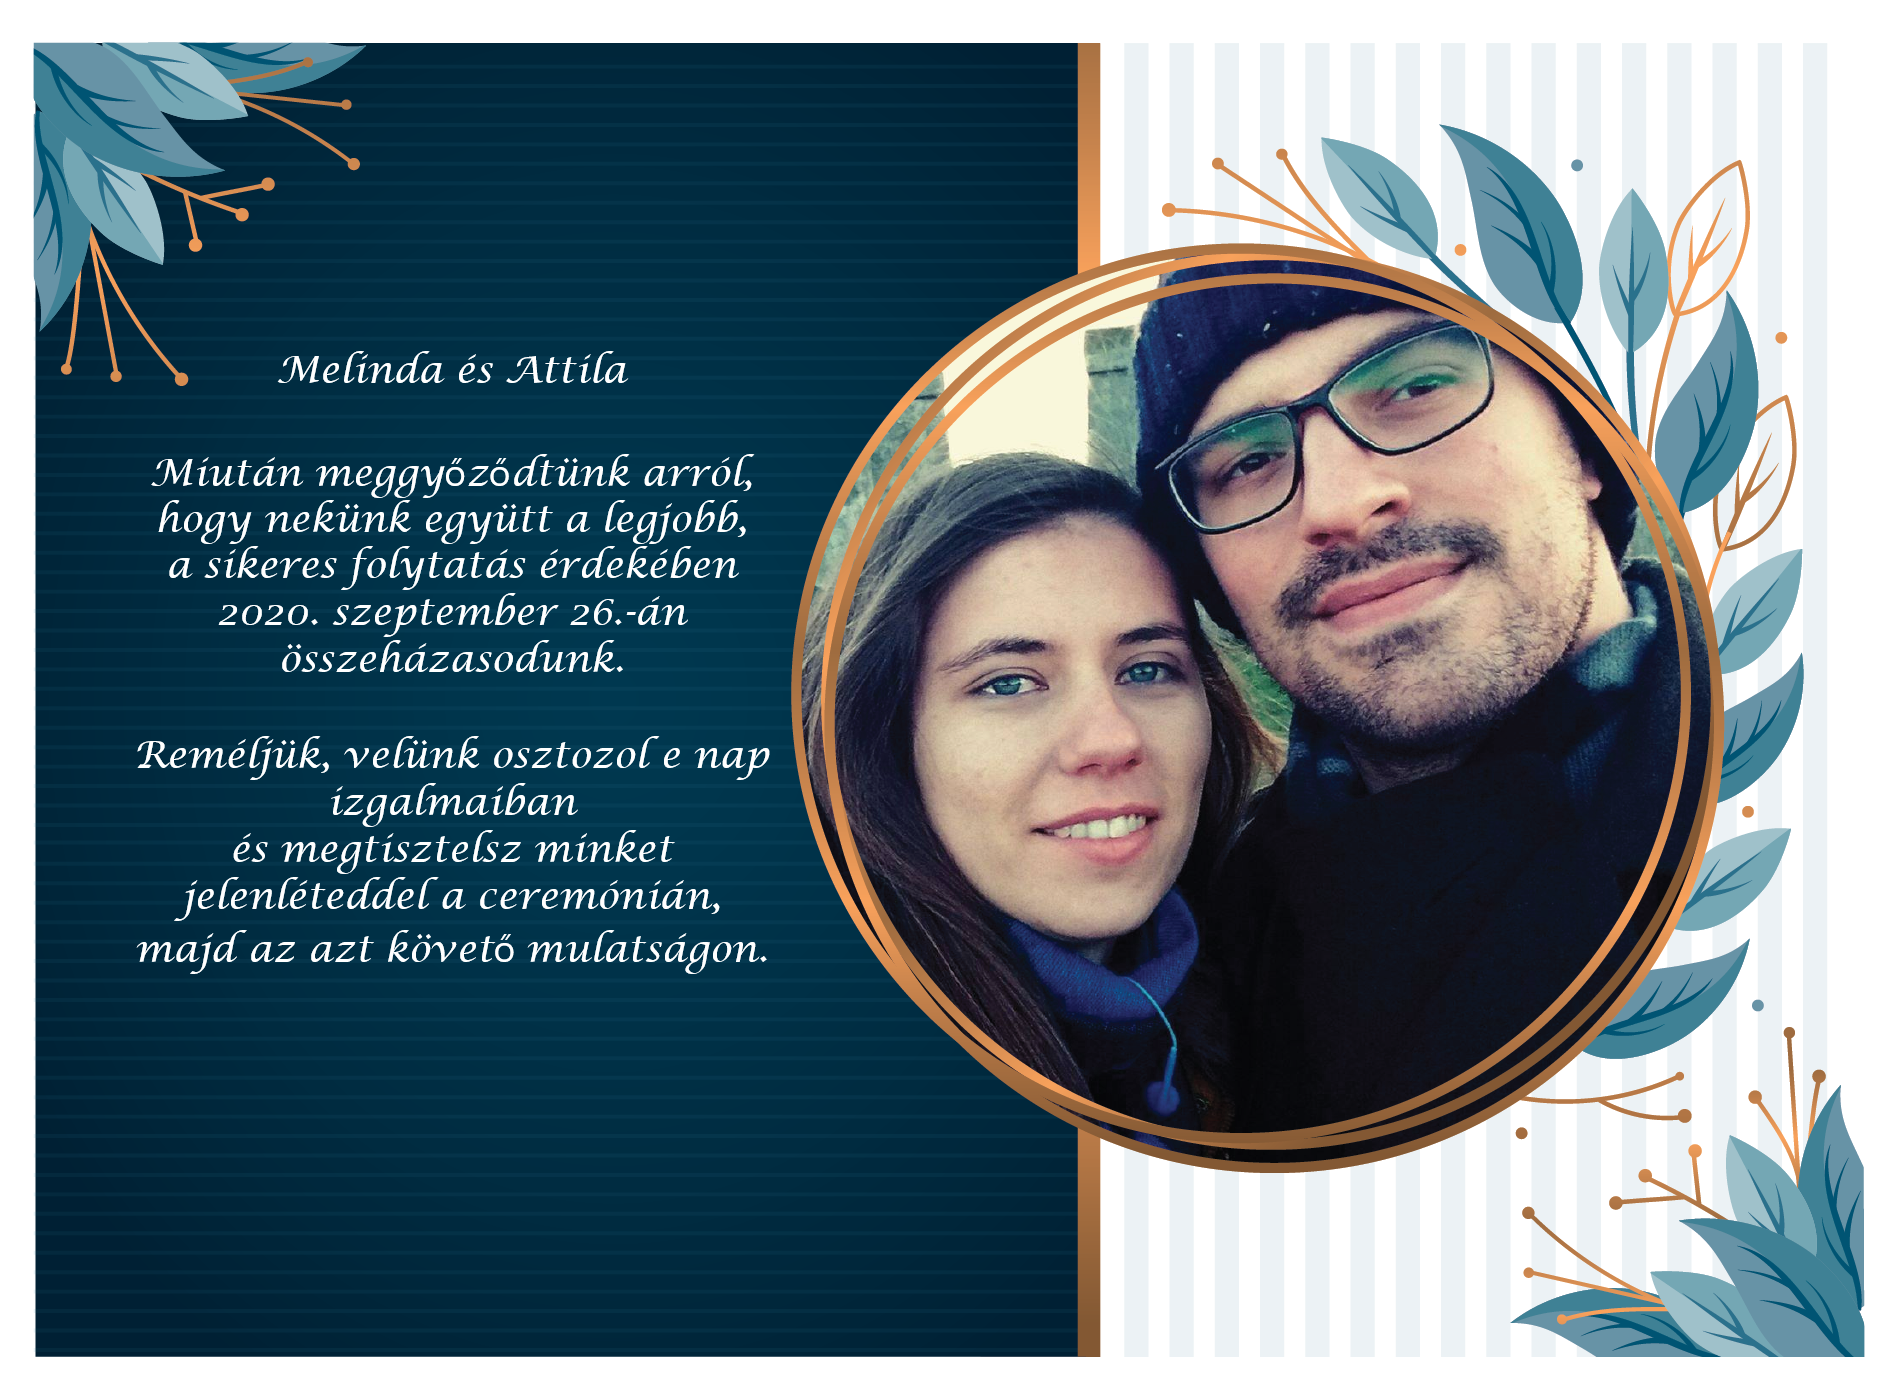 Melinda és Attila
Miután meggyőződtünk arról,
hogy nekünk együtt a legjobb,
a sikeres folytatás érdekében
2020. szeptember 26.-án
összeházasodunk.
Reméljük, velünk osztozol e nap
izgalmaiban
és megtisztelsz minket
jelenléteddel a ceremónián,
majd az azt követő mulatságon.